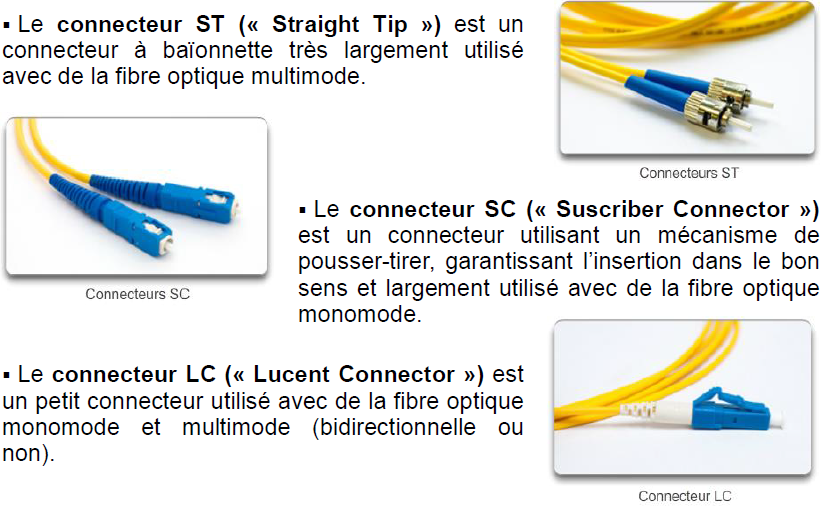 ▪ Le connecteur ST (« Straight Tip ») est un
connecteur à baïonnette très largement utilisé
avec de la fibre optique multimode.
Connecteurs ST
▪ Le connecteur SC (« Suscriber Connector »)
est un connecteur utilisant un mécanisme de
pousser-tirer, garantissant l’insertion dans le bon
sens et largement utilisé avec de la fibre optique
monomode.
Connecteurs SC
▪ Le connecteur LC (« Lucent Connector ») est
un petit connecteur utilisé avec de la fibre optique
monomode et multimode (bidirectionnelle ou
non).
Connecteur LC